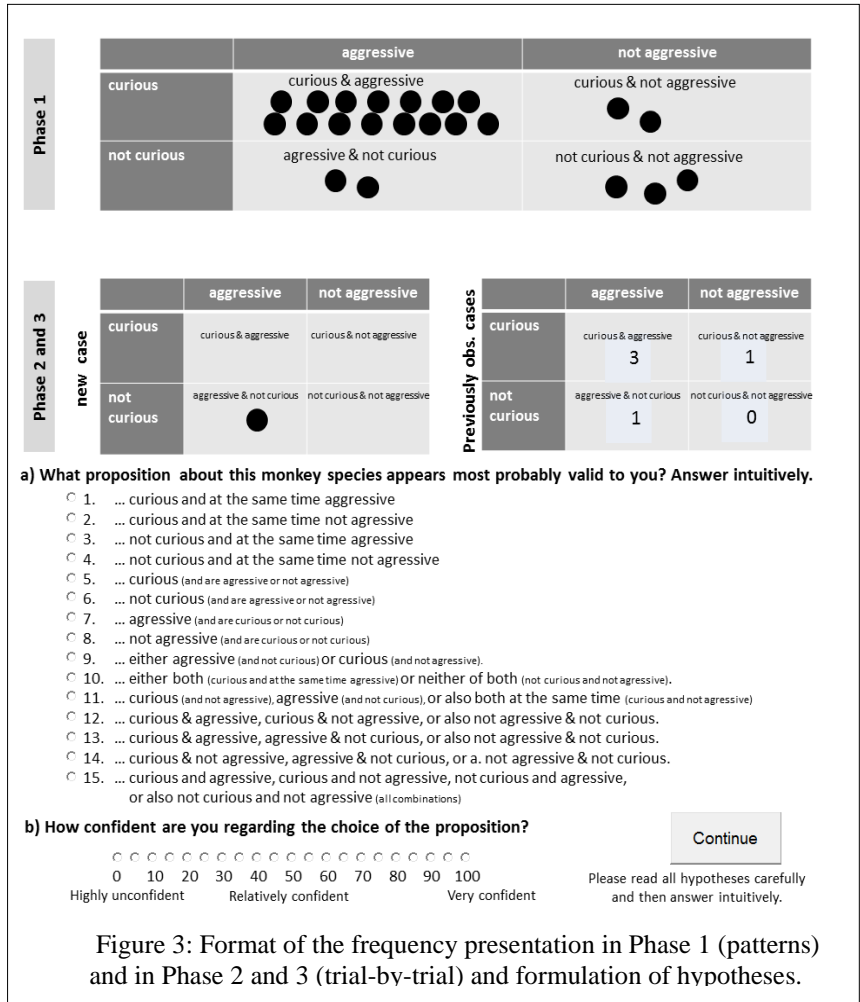 Phase 1
aggressive
not aggressive
curious
curious & aggressive
curious & not aggressive
not curious
agressive & not curious
not curious & not aggressive
Phase 2 and 3
new case
aggressive
not aggressive
curious
curious & aggressive
curious & not aggressive
not
curious
aggressive & not curious
not curious & not aggressive
Previously obs. cases
aggressive
not aggressive
curious
curious & aggressive
curious & not aggressive
3
1
not
curious
aggressive & not curious
not curious & not aggressive
1
0
a) What proposition about this monkey species appears most probably valid to you? Answer intuitively.
1. ... curious and at the same time aggressive
2. ... curious and at the same time not agressive
3. ... not curious and at the same time agressive
4. ... not curious and at the same time not agressive
5. ... curious (and are agressive or not agressive)
6. ... not curious (and are agressive or not agressive)
7. ... agressive (and are curious or not curious)
8. ... not agressive (and are curious or not curious)
9. ... either agressive (and not curious) or curious (and not agressive).
10. ... either both (curious and at the same time agressive) or neither of both (not curious and not agressive).
11. ... curious (and not agressive), agressive (and not curious), or also both at the same time (curious and not agressive)
12. ... curious & agressive, curious & not agressive, or also not agressive & not curious.
13. ... curious & agressive, agressive & not curious, or also not agressive & not curious.
14. ... curious & not agressive, agressive & not curious, or a. not agressive & not curious.
15. ... curious and agressive, curious and not agressive, not curious and agressive,
or also not curious and not agressive (all combinations)
b) How confident are you regarding the choice of the proposition?
0 10 20 30 40 50 60 70 80 90 100
Highly unconfident Relatively confident Very confident
Continue
Please read all hypotheses carefully
and then answer intuitively.
Figure 3: Format of the frequency presentation in Phase 1 (patterns)
and in Phase 2 and 3 (trial-by-trial) and formulation of hypotheses.